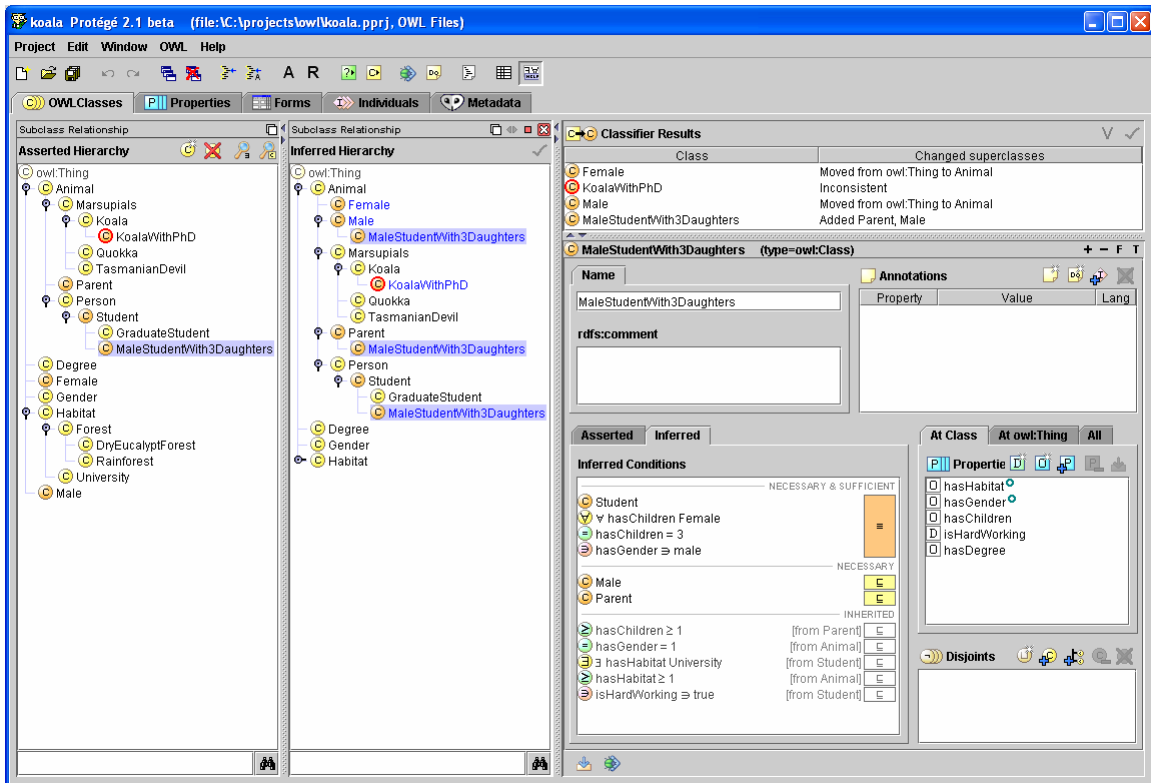 koala Protégé 2.1 beta (file:\C:\projects\owl\koala.pprj, OWL Files)
Project Edit Window OWL Help
OWLClasses Properties Forms Individuals Metadata
Subclass Relationship
Asserted Hierarchy
owl:Thing
Animal
Marsupials
Koala
KoalaWithPhD
Quokka
TasmanianDevil
Parent
Person
Student
GraduateStudent
MaleStudentWith3Daughters
Degree
Female
Gender
Habitat
Forest
DryEucalyptForest
Rainforest
University
Male
Subclass Relationship
Inferred Hierarchy
owl:Thing
Animal
Female
Male
MaleStudentWith3Daughters
Marsupials
Koala
KoalaWithPhD
Quokka
TasmanianDevil
Parent
MaleStudentWith3Daughters
Person
Student
GraduateStudent
MaleStudentWith3Daughters
Degree
Gender
Habitat
Classifier Results
Class Changed superclasses
Female Moved from owl:Thing to Animal
KoalaWithPhD Inconsistent
Male Moved from owl:Thing to Animal
MaleStudentWith3Daughters Added Parent, Male
MaleStudentWith3Daughters (type=owl:Class) + − F T
Name
MaleStudentWith3Daughters
rdfs:comment
Annotations
Property Value Lang
Asserted Inferred
Inferred Conditions
NECESSARY & SUFFICIENT
Student
∀ hasChildren Female
hasChildren = 3
hasGender ∋ male
≡
NECESSARY
Male ⊑
Parent ⊑
INHERITED
hasChildren ≥ 1 [from Parent] ⊑
hasGender = 1 [from Animal] ⊑
∃ hasHabitat University [from Student] ⊑
hasHabitat ≥ 1 [from Animal] ⊑
isHardWorking ∋ true [from Student] ⊑
At Class At owl:Thing All
Propertie
O hasHabitat
O hasGender
O hasChildren
D isHardWorking
O hasDegree
Disjoints